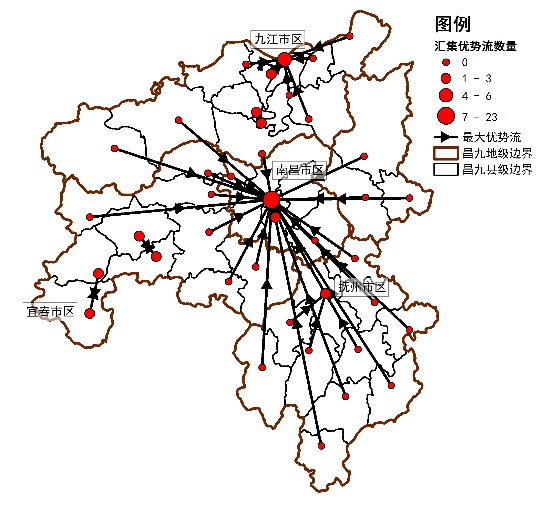 图例
汇集优势流数量
0
1 - 3
4 - 6
7 - 23
最大优势流
昌九地级边界
昌九县级边界
九江市区
南昌市区
抚州市区
宜春市区